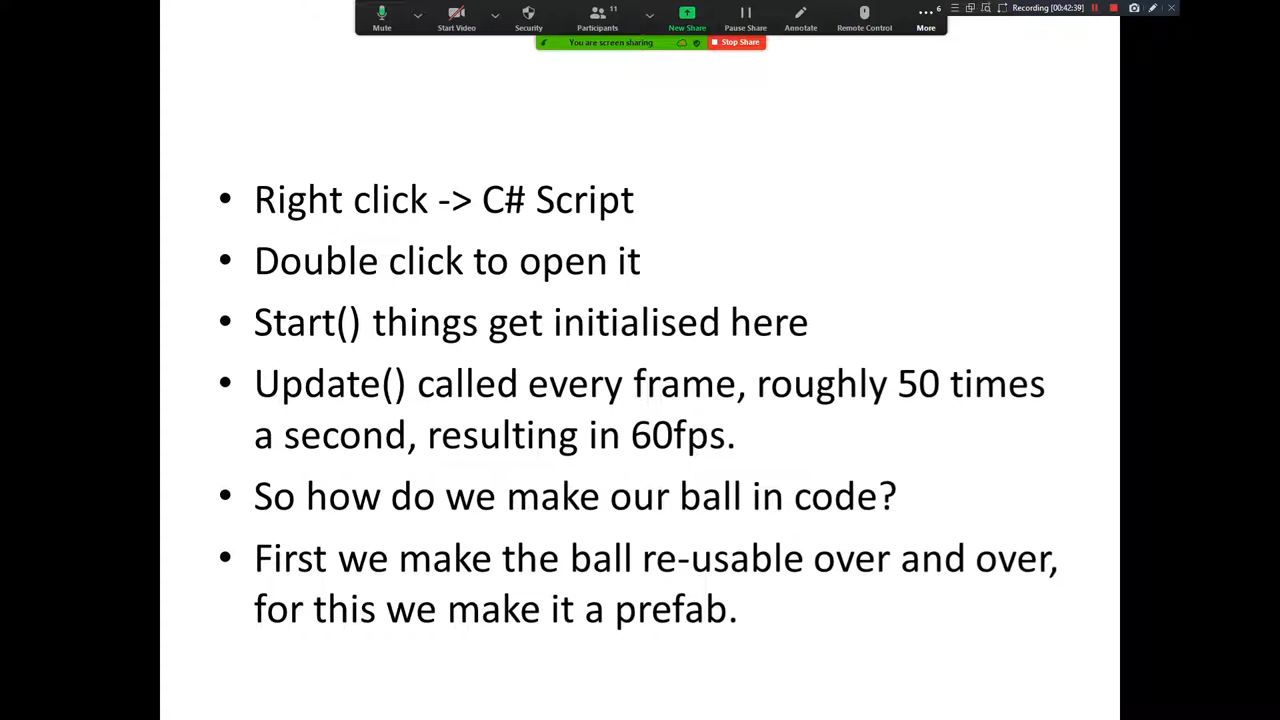 11
6
Recording [00:42:39]
Mute
Start Video
Security
Participants
New Share
Pause Share
Annotate
Remote Control
More
You are screen sharing
Stop Share
• Right click -> C# Script
• Double click to open it
• Start() things get initialised here
• Update() called every frame, roughly 50 times
a second, resulting in 60fps.
• So how do we make our ball in code?
• First we make the ball re-usable over and over,
for this we make it a prefab.